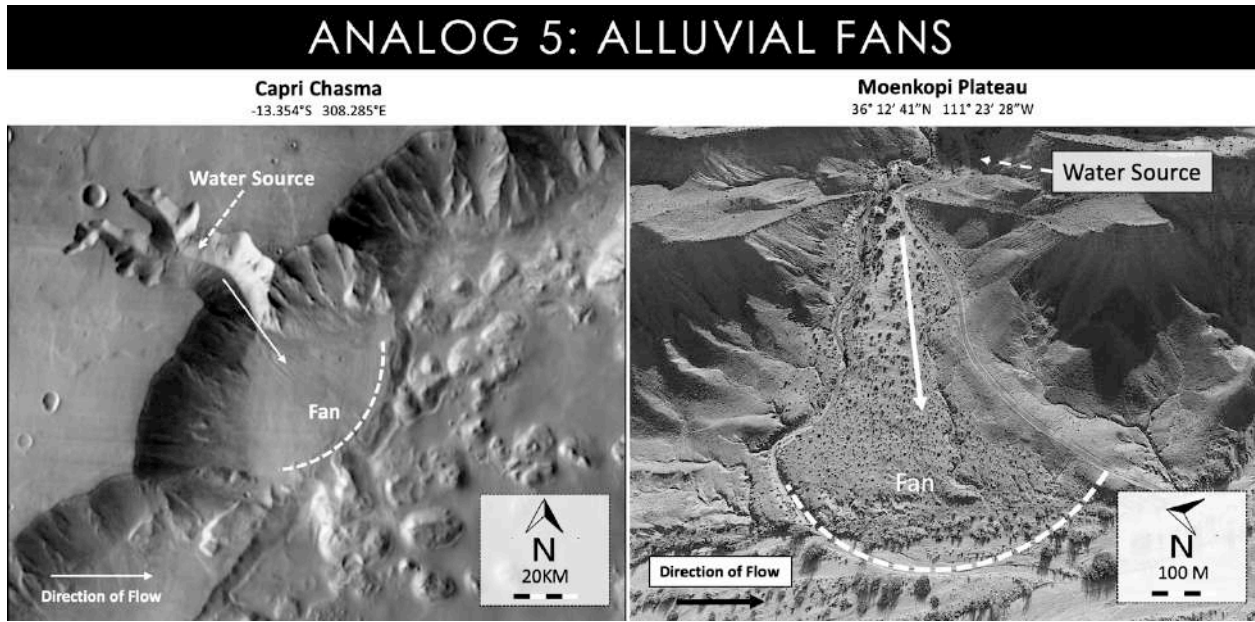 ANALOG 5: ALLUVIAL FANS
Capri Chasma
-13.354°S 308.285°E
Water Source
Fan
N
20KM
Direction of Flow
Moenkopi Plateau
36° 12’ 41”N 111° 23’ 28”W
Water Source
Fan
N
100 M
Direction of Flow